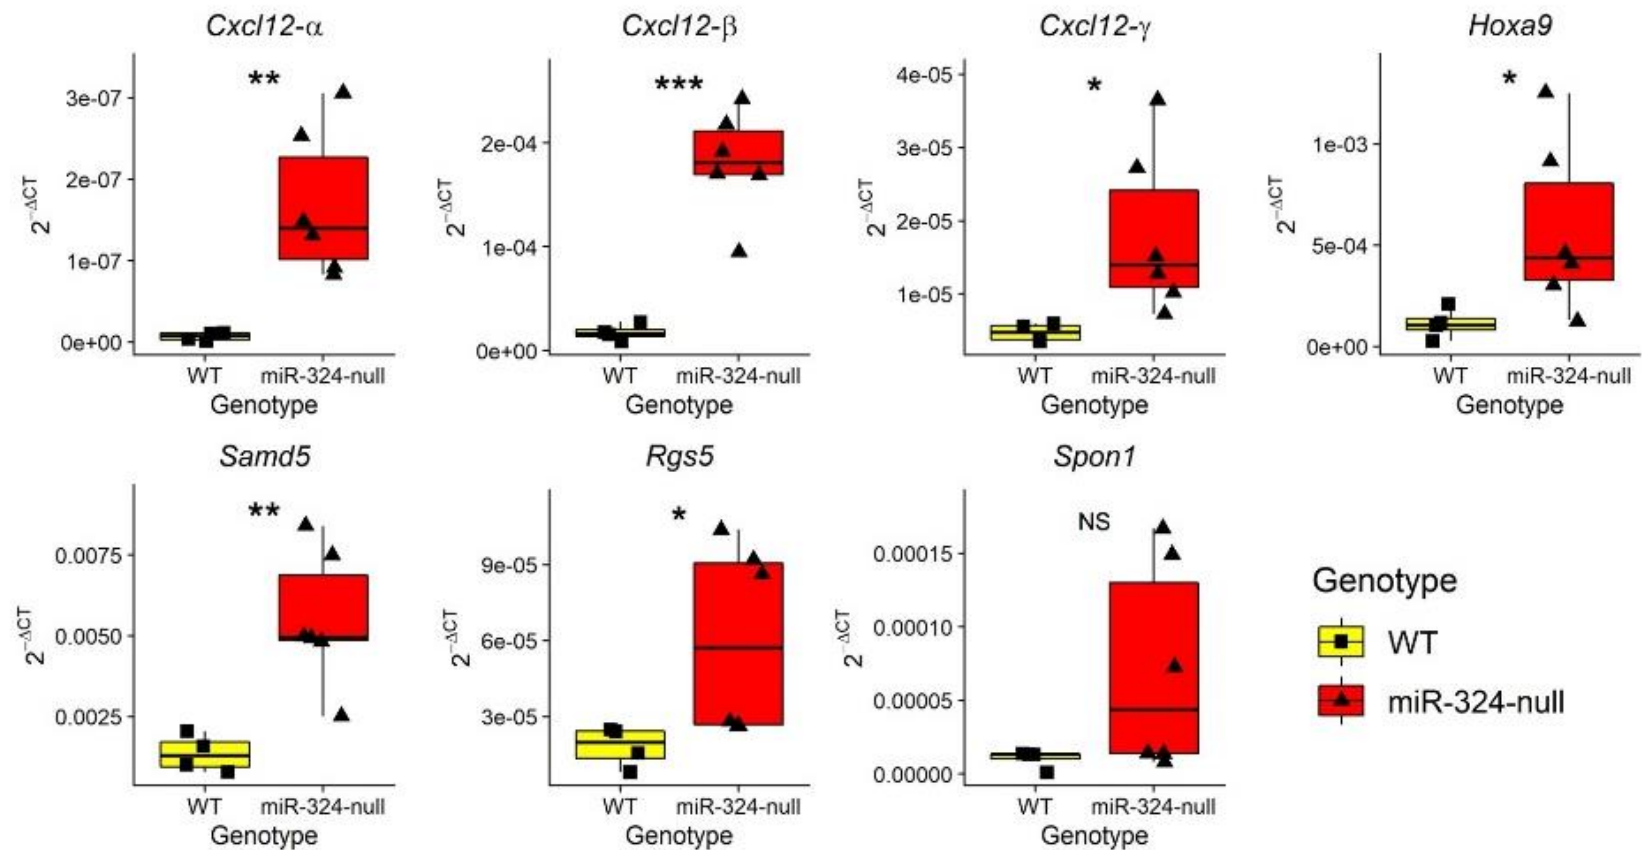 Cxcl12-α
**
3e-07
2e-07
1e-07
0e+00
2^−ΔCT
WT miR-324-null
Genotype
Cxcl12-β
***
2e-04
1e-04
0e+00
2^−ΔCT
WT miR-324-null
Genotype
Cxcl12-γ
*
4e-05
3e-05
2e-05
1e-05
2^−ΔCT
WT miR-324-null
Genotype
Hoxa9
*
1e-03
5e-04
0e+00
2^−ΔCT
WT miR-324-null
Genotype
Samd5
**
0.0075
0.0050
0.0025
2^−ΔCT
WT miR-324-null
Genotype
Rgs5
*
9e-05
6e-05
3e-05
2^−ΔCT
WT miR-324-null
Genotype
Spon1
NS
0.00015
0.00010
0.00005
0.00000
2^−ΔCT
WT miR-324-null
Genotype
Genotype
WT
miR-324-null